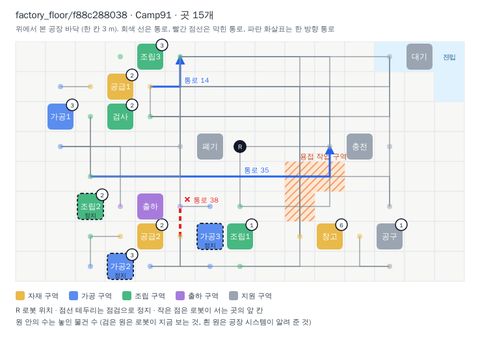 factory_floor/f88c288038 · Camp91 · 곳 15개
위에서 본 공장 바닥 (한 칸 3 m). 회색 선은 통로, 빨간 점선은 막힌 통로, 파란 화살표는 한 방향 통로
조립3
3
대기
진입
통로 14
공급1
2
가공1
3
검사
2
폐기
R
충전
용접 작업 구역
통로 35
조립2
2
정지
출하
통로 38
공급2
2
가공3
정지
조립1
1
창고
6
공구
1
가공2
3
정지
자재 구역
가공 구역
조립 구역
출하 구역
지원 구역
R 로봇 위치 · 점선 테두리는 점검으로 정지 · 작은 점은 로봇이 서는 곳의 앞 칸
원 안의 수는 놓인 물건 수 (검은 원은 로봇이 지금 보는 것, 흰 원은 공장 시스템이 알려 준 것)